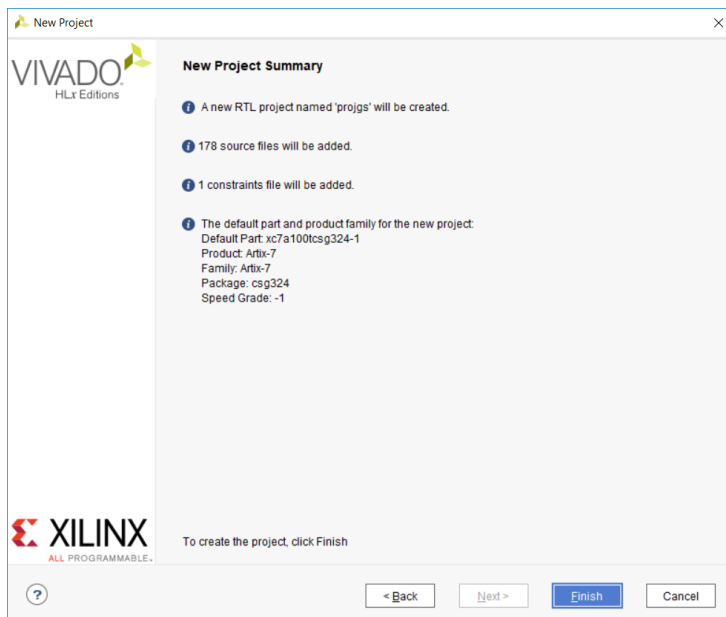 New Project
VIVADO
HLx Editions
New Project Summary
A new RTL project named 'projgs' will be created.
178 source files will be added.
1 constraints file will be added.
The default part and product family for the new project:
Default Part: xc7a100tcsg324-1
Product: Artix-7
Family: Artix-7
Package: csg324
Speed Grade: -1
XILINX
ALL PROGRAMMABLE.
To create the project, click Finish
?
< Back
Next >
Finish
Cancel